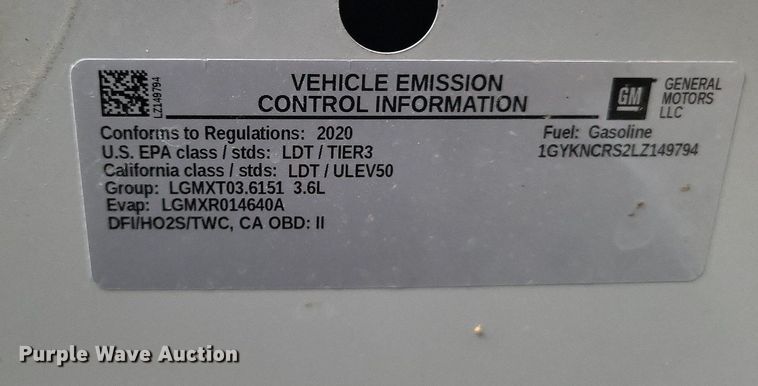 LZ149794
VEHICLE EMISSION
CONTROL INFORMATION
GM
GENERAL
MOTORS
LLC
Conforms to Regulations: 2020
Fuel: Gasoline
U.S. EPA class / stds: LDT / TIER3
1GYKNCRS2LZ149794
California class / stds: LDT / ULEV50
Group: LGMXT03.6151 3.6L
Evap: LGMXR014640A
DFI/HO2S/TWC, CA OBD: II
Purple Wave Auction